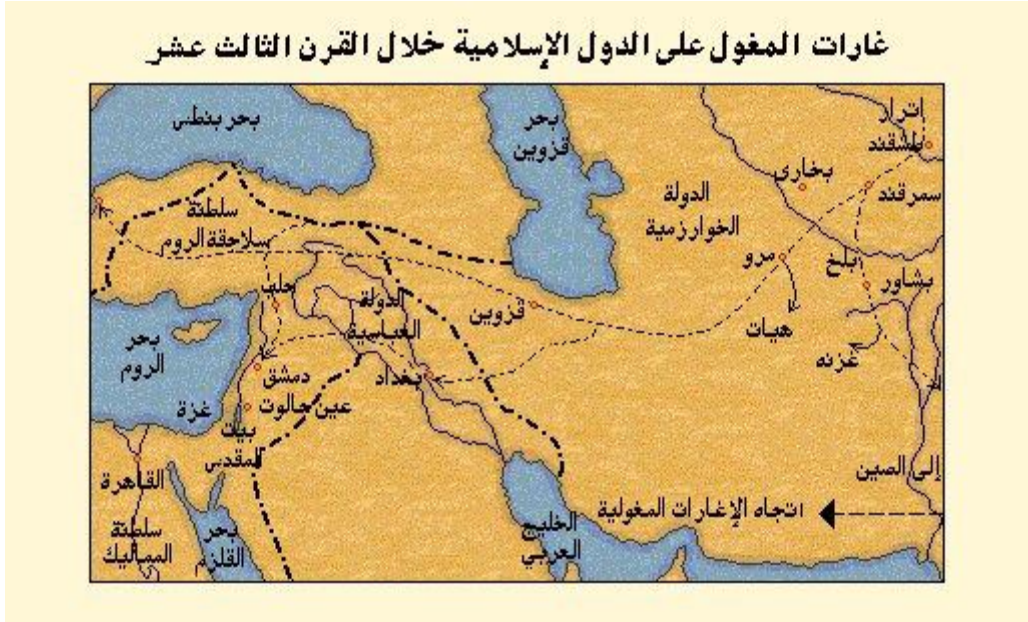 غارات المغول على الدول الإسلامية خلال القرن الثالث عشر
بحر بنطس
بحر
قزوين
اترار
طشقند
بخارى
سمرقند
الدولة
الخوارزمية
سلطنة
سلاجقة الروم
مرو
بلخ
بشاور
حلب
الدولة
العباسية
قزوين
هيات
غزنه
بحر
الروم
دمشق
بغداد
عين جالوت
غزة
بيت
المقدس
القاهرة
إلى الصين
اتجاه الإغارات المغولية
الخليج
العربي
سلطنة
المماليك
بحر
القلزم